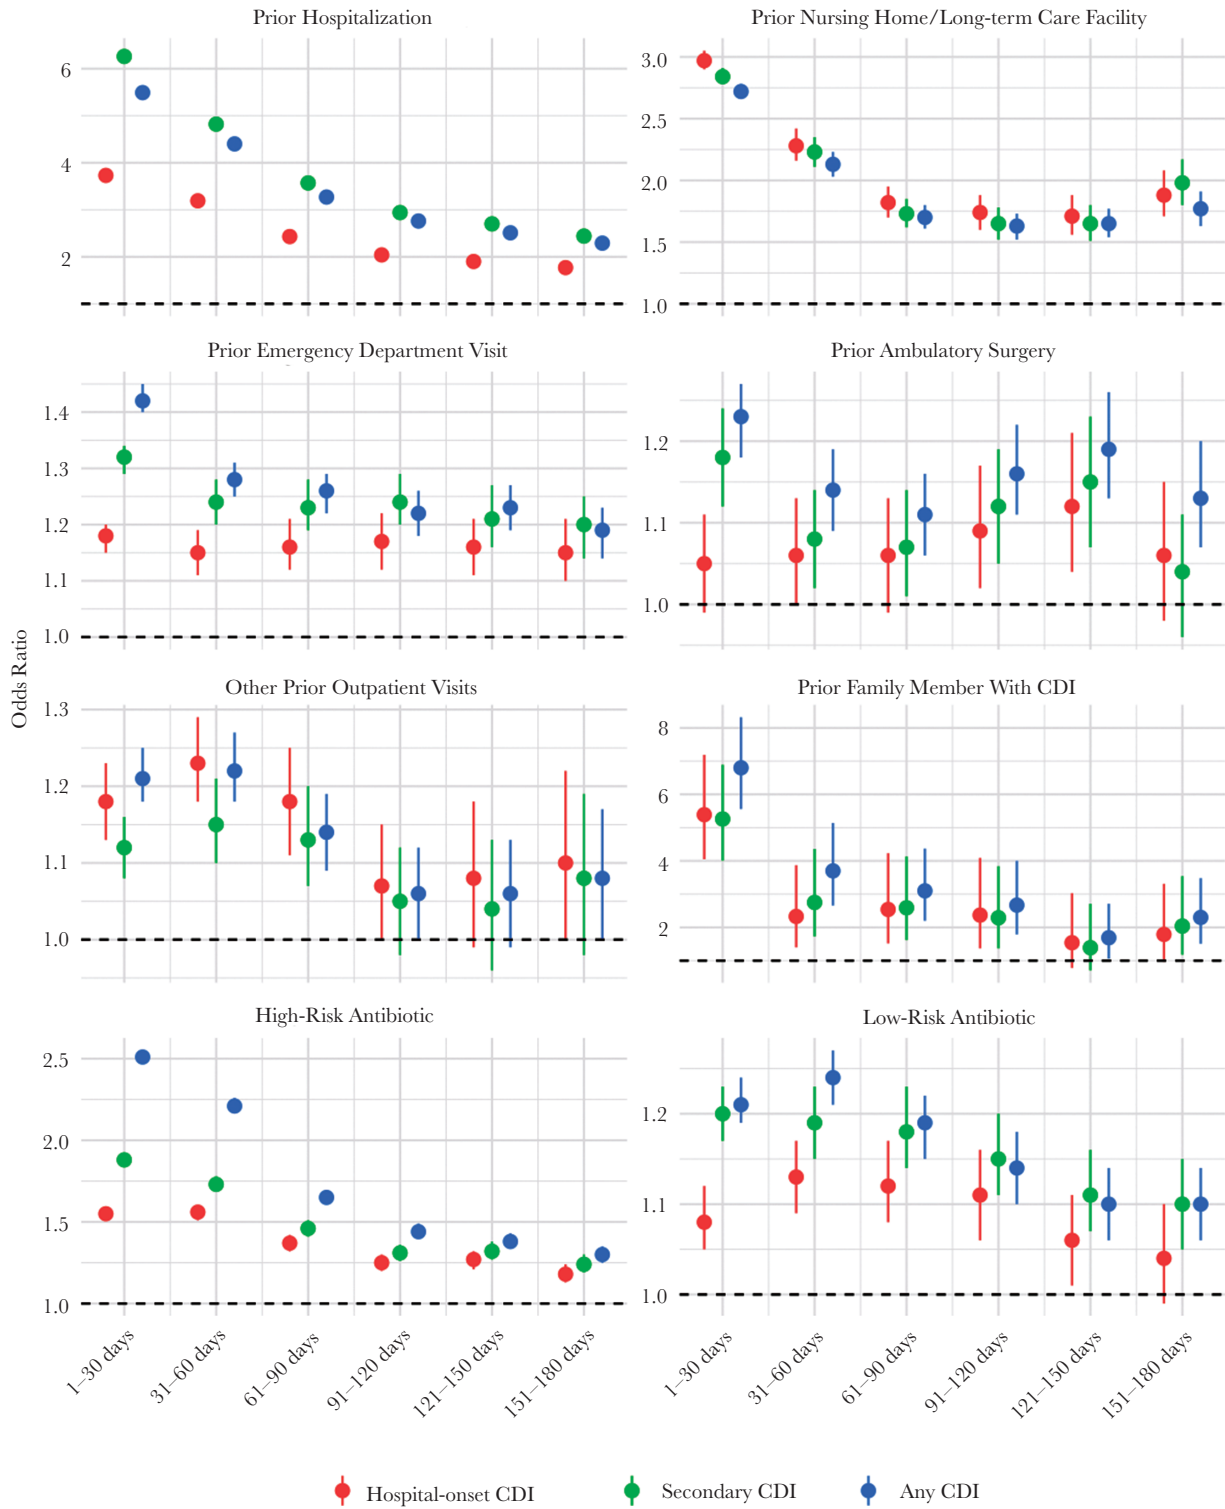 Prior Hospitalization
Prior Nursing Home/Long-term Care Facility
6
4
2
3.0
2.5
2.0
1.5
1.0
Prior Emergency Department Visit
Prior Ambulatory Surgery
1.4
1.3
1.2
1.1
1.0
1.2
1.1
1.0
Odds Ratio
Other Prior Outpatient Visits
Prior Family Member With CDI
1.3
1.2
1.1
1.0
8
6
4
2
High-Risk Antibiotic
Low-Risk Antibiotic
2.5
2.0
1.5
1.0
1.2
1.1
1.0
1–30 days
31–60 days
61–90 days
91–120 days
121–150 days
151–180 days
1–30 days
31–60 days
61–90 days
91–120 days
121–150 days
151–180 days
Hospital-onset CDI
Secondary CDI
Any CDI